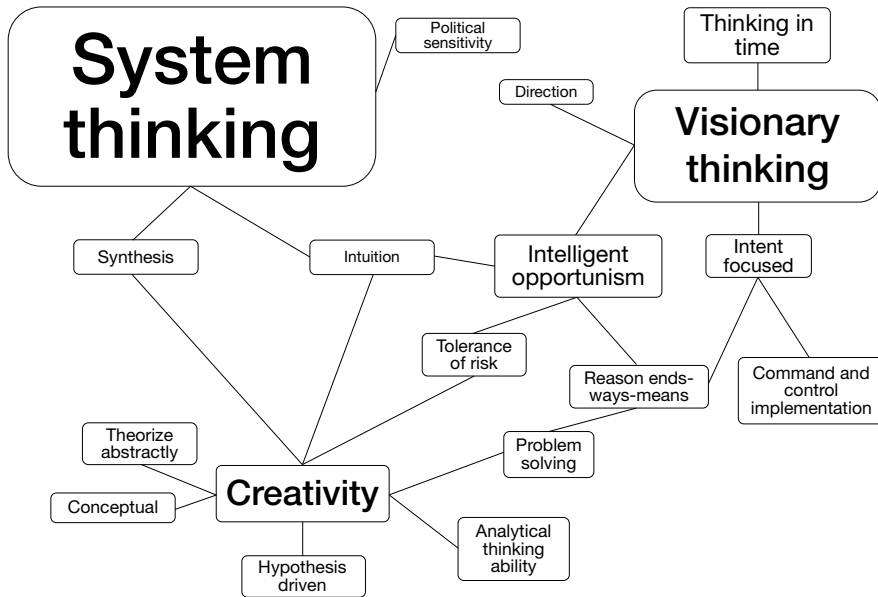 System
thinking
Political
sensitivity
Thinking in
time
Direction
Visionary
thinking
Synthesis
Intuition
Intelligent
opportunism
Intent
focused
Tolerance
of risk
Reason ends-
ways-means
Command and
control
implementation
Theorize
abstractly
Problem
solving
Conceptual
Creativity
Analytical
thinking
ability
Hypothesis
driven